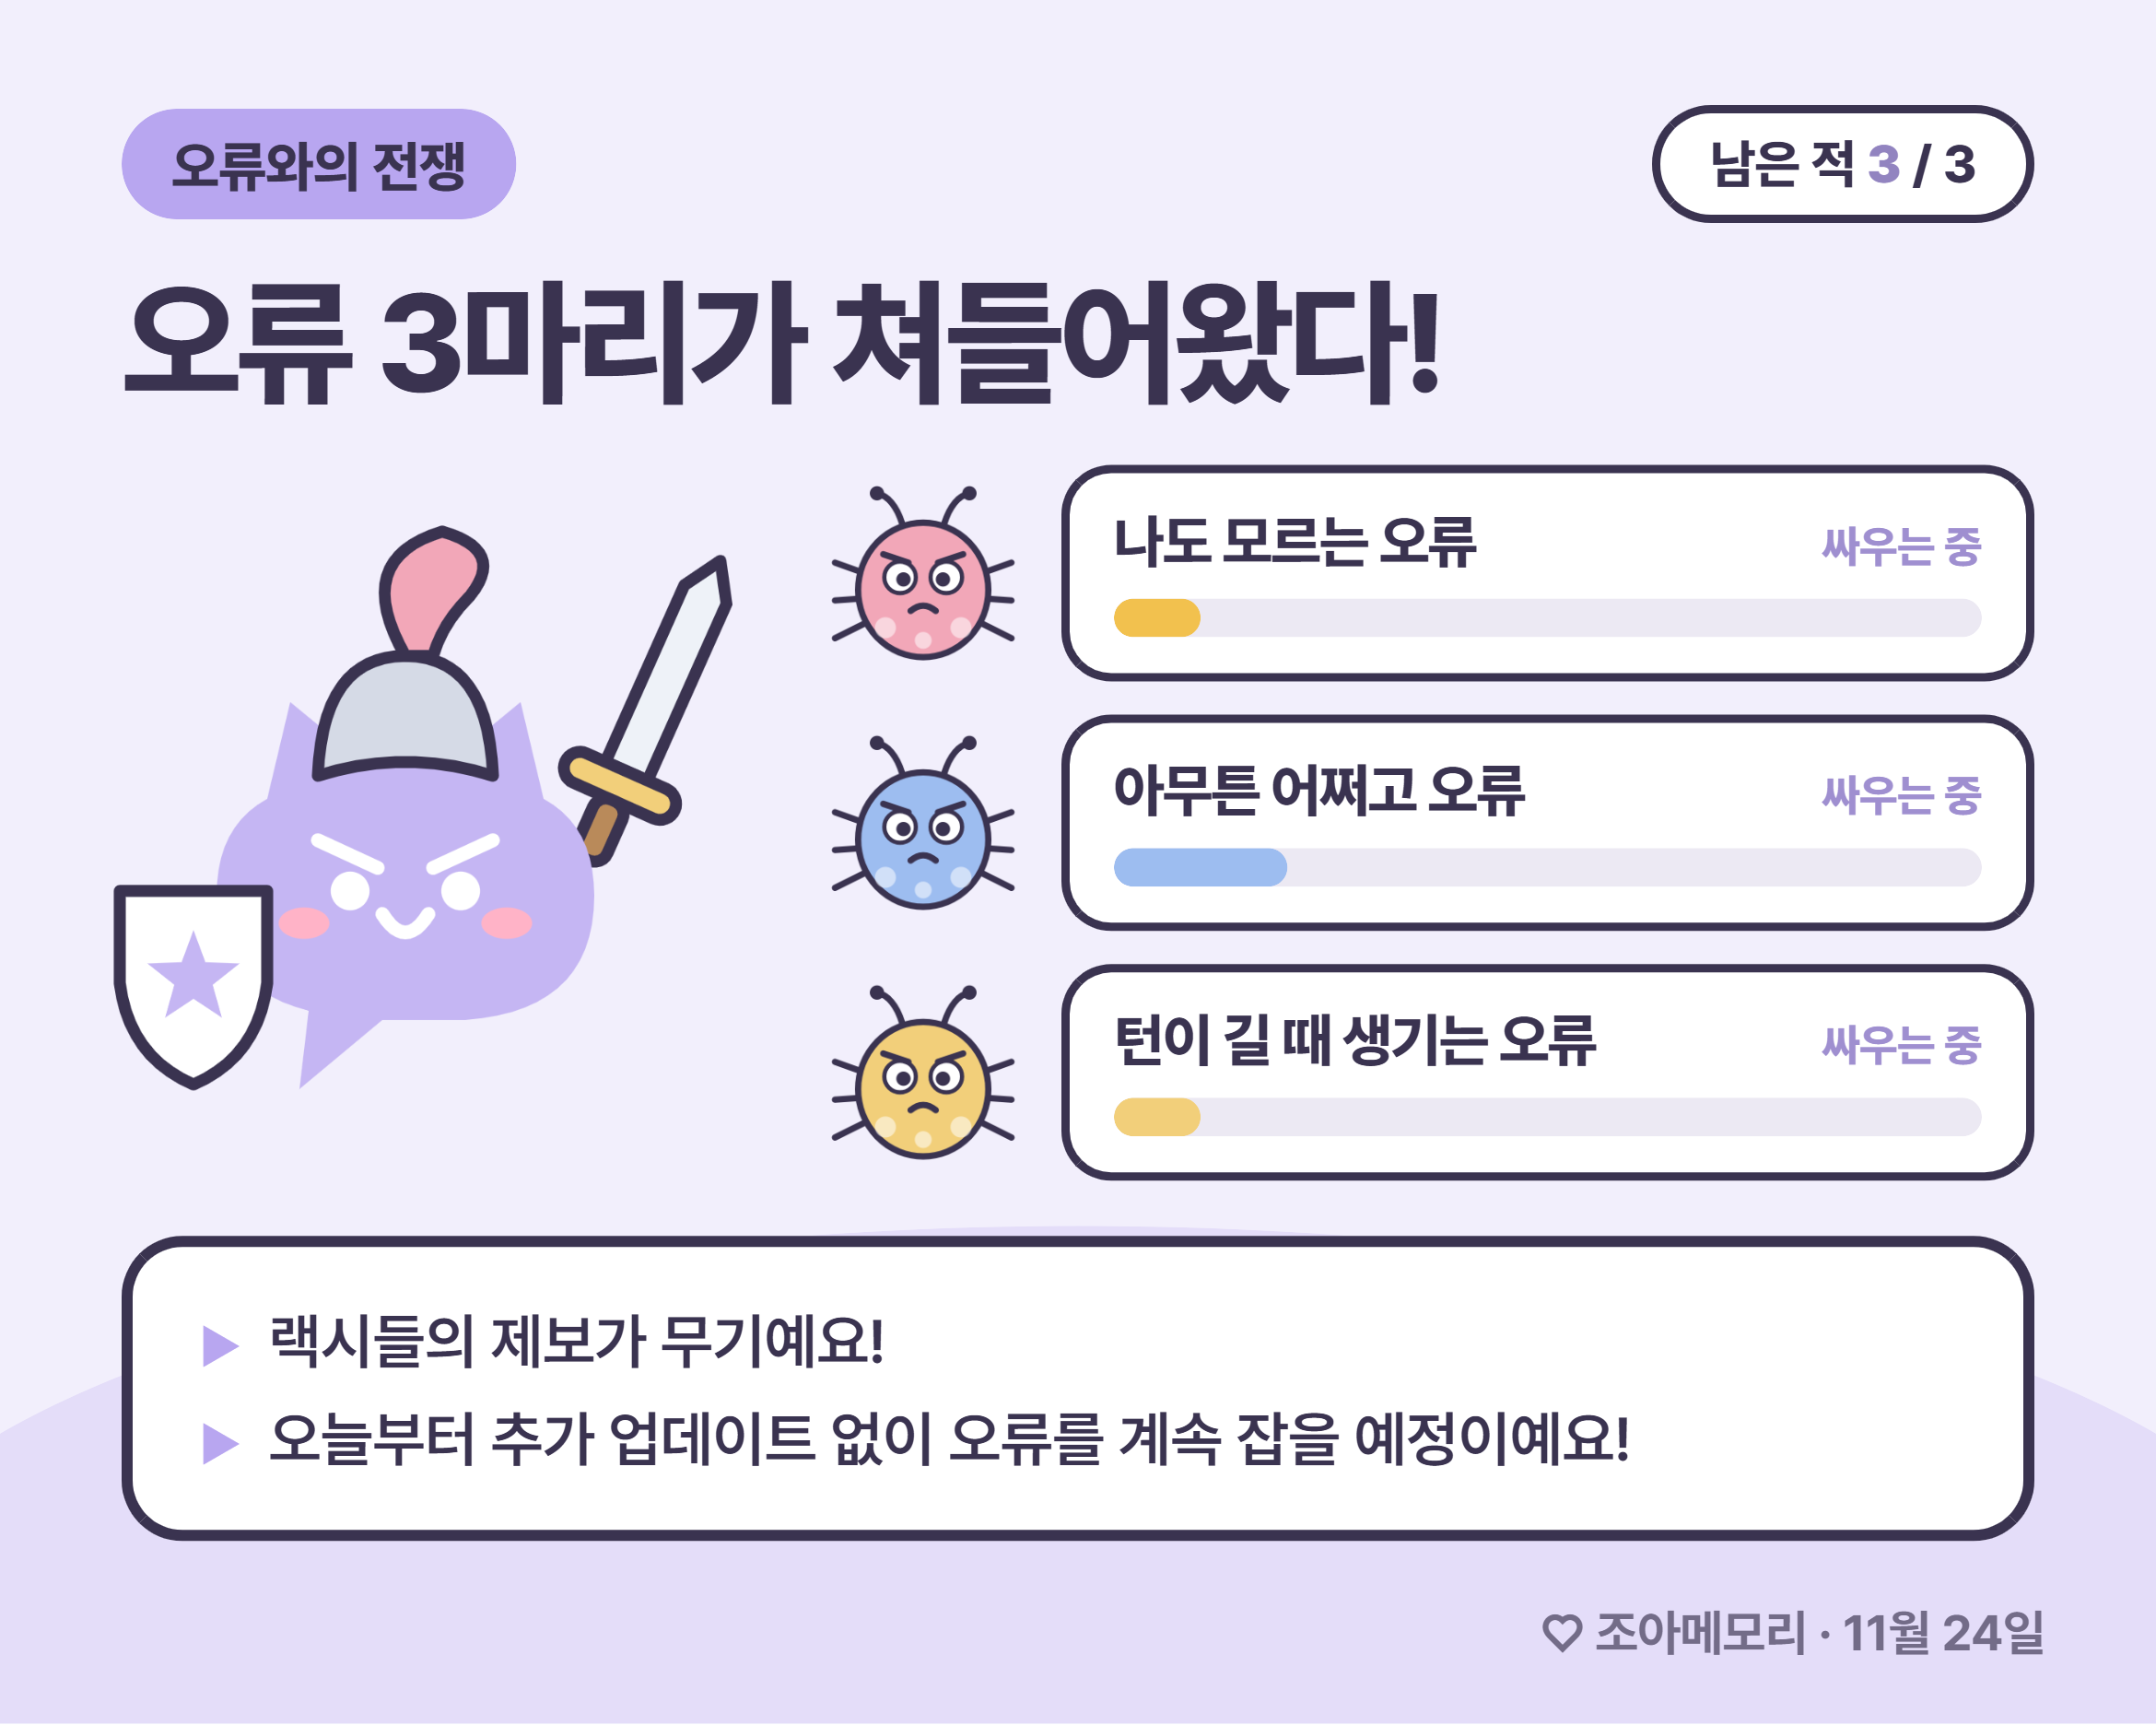 오류와의 전쟁
남은 적 3 / 3
오류 3마리가 쳐들어왔다!
나도 모르는 오류
싸우는 중
아무튼 어쩌고 오류
싸우는 중
턴이 길 때 생기는 오류
싸우는 중
▶ 랙시들의 제보가 무기예요!
▶ 오늘부터 추가 업데이트 없이 오류를 계속 잡을 예정이에요!
♡ 조아메모리 · 11월 24일